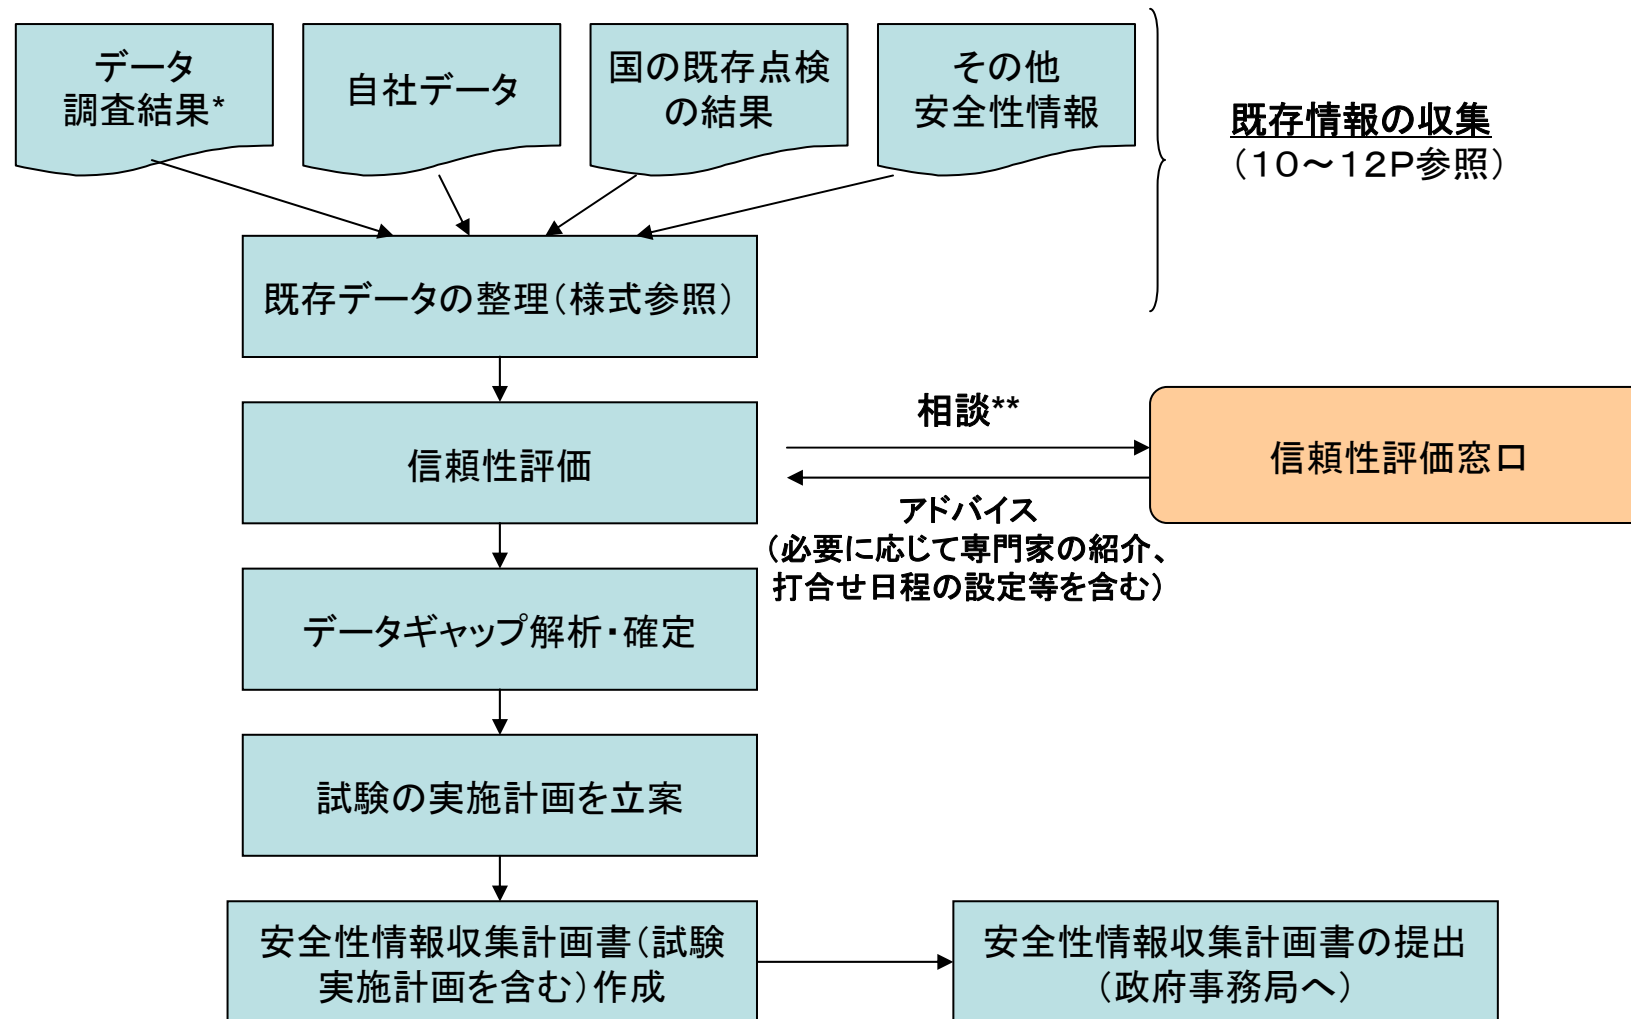 データ
調査結果*
自社データ
国の既存点検
の結果
その他
安全性情報
既存情報の収集
（１０～１２Ｐ参照）
既存データの整理（様式参照）
信頼性評価
相談**
信頼性評価窓口
アドバイス
（必要に応じて専門家の紹介、
打合せ日程の設定等を含む）
データギャップ解析・確定
試験の実施計画を立案
安全性情報収集計画書（試験
実施計画を含む）作成
安全性情報収集計画書の提出
（政府事務局へ）